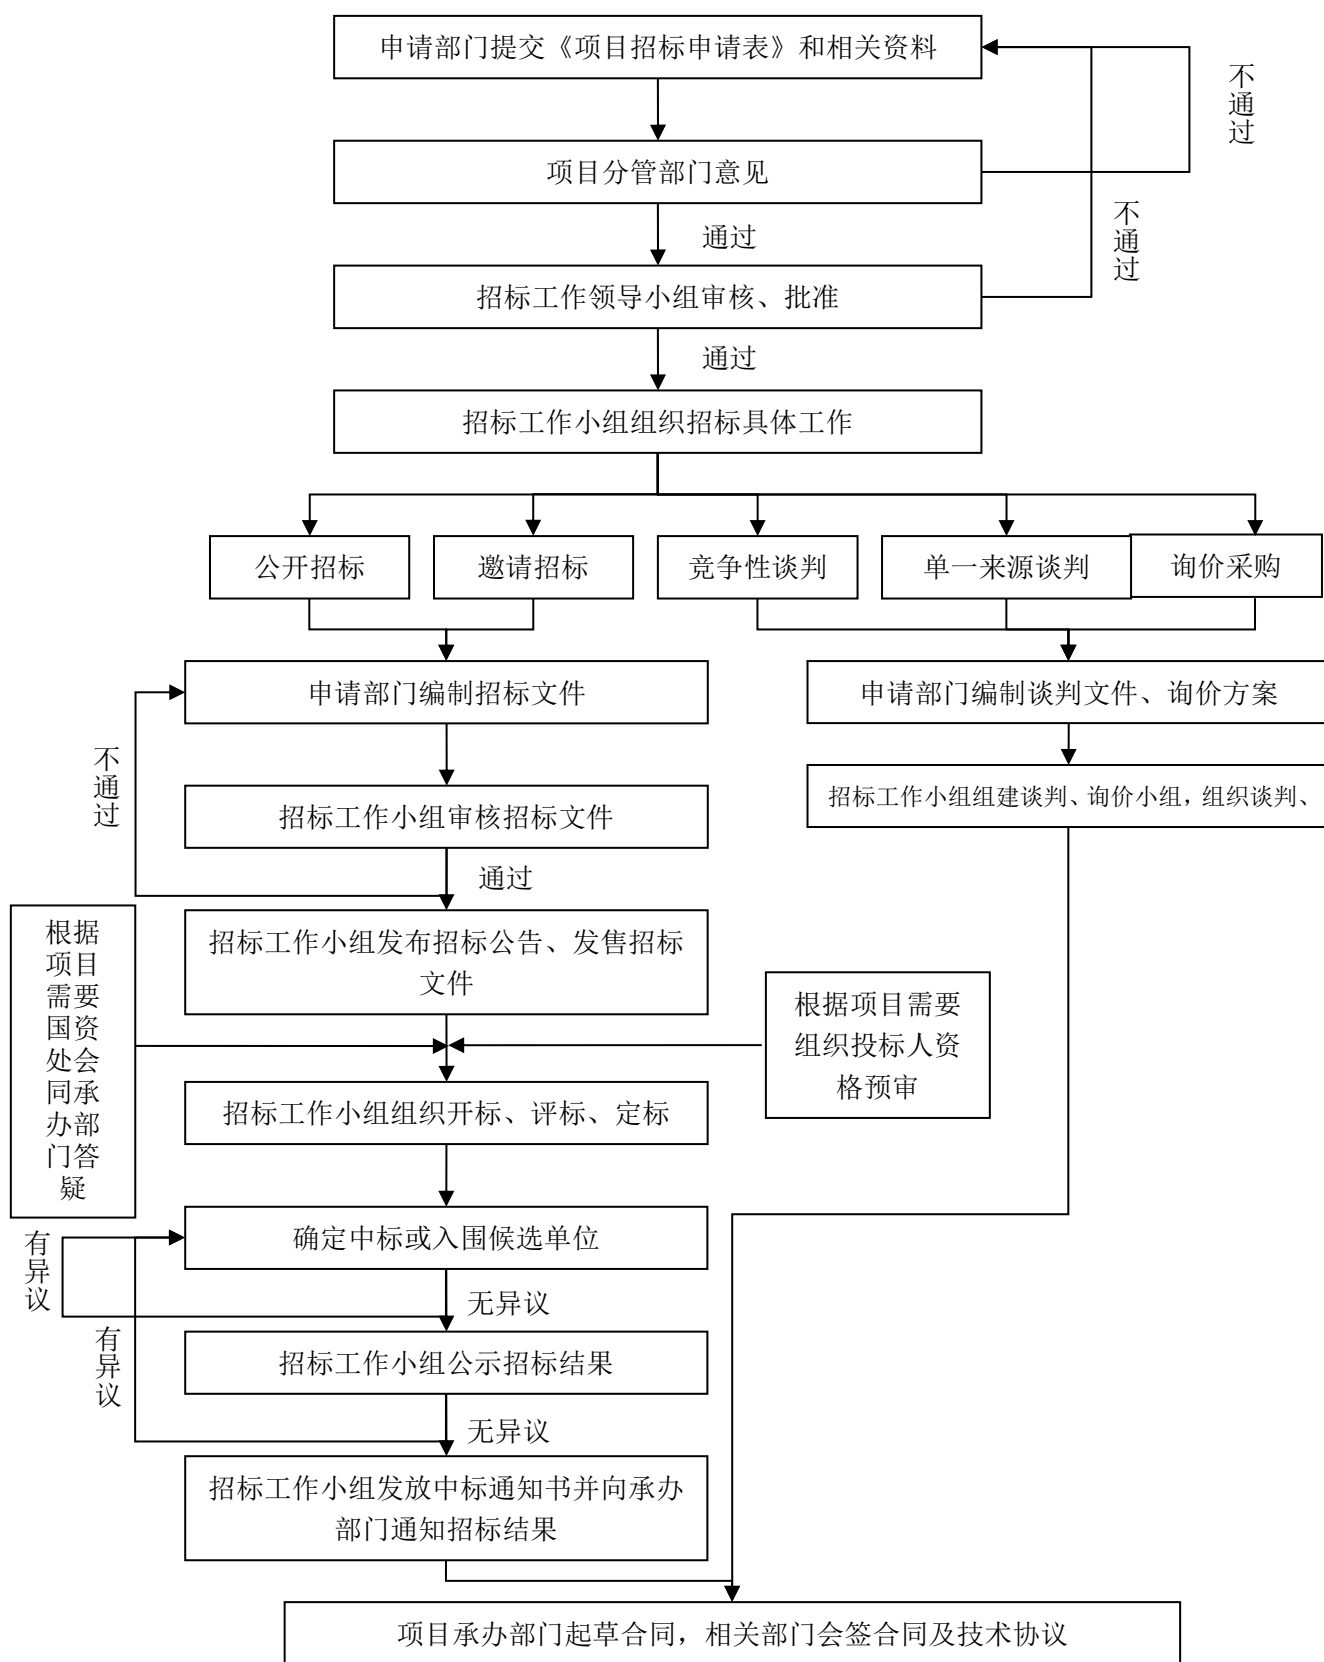 申请部门提交《项目招标申请表》和相关资料
不通过
项目分管部门意见
通过
不通过
招标工作领导小组审核、批准
通过
招标工作小组组织招标具体工作
公开招标
邀请招标
竞争性谈判
单一来源谈判
询价采购
申请部门编制招标文件
申请部门编制谈判文件、询价方案
不通过
招标工作小组审核招标文件
招标工作小组组建谈判、询价小组，组织谈判、
通过
根据
项目
需要
国资
处会
同承
办部
门答
疑
招标工作小组发布招标公告、发售招标
文件
根据项目需要
组织投标人资
格预审
招标工作小组组织开标、评标、定标
确定中标或入围候选单位
有异议
无异议
有异议
招标工作小组公示招标结果
无异议
招标工作小组发放中标通知书并向承办
部门通知招标结果
项目承办部门起草合同，相关部门会签合同及技术协议